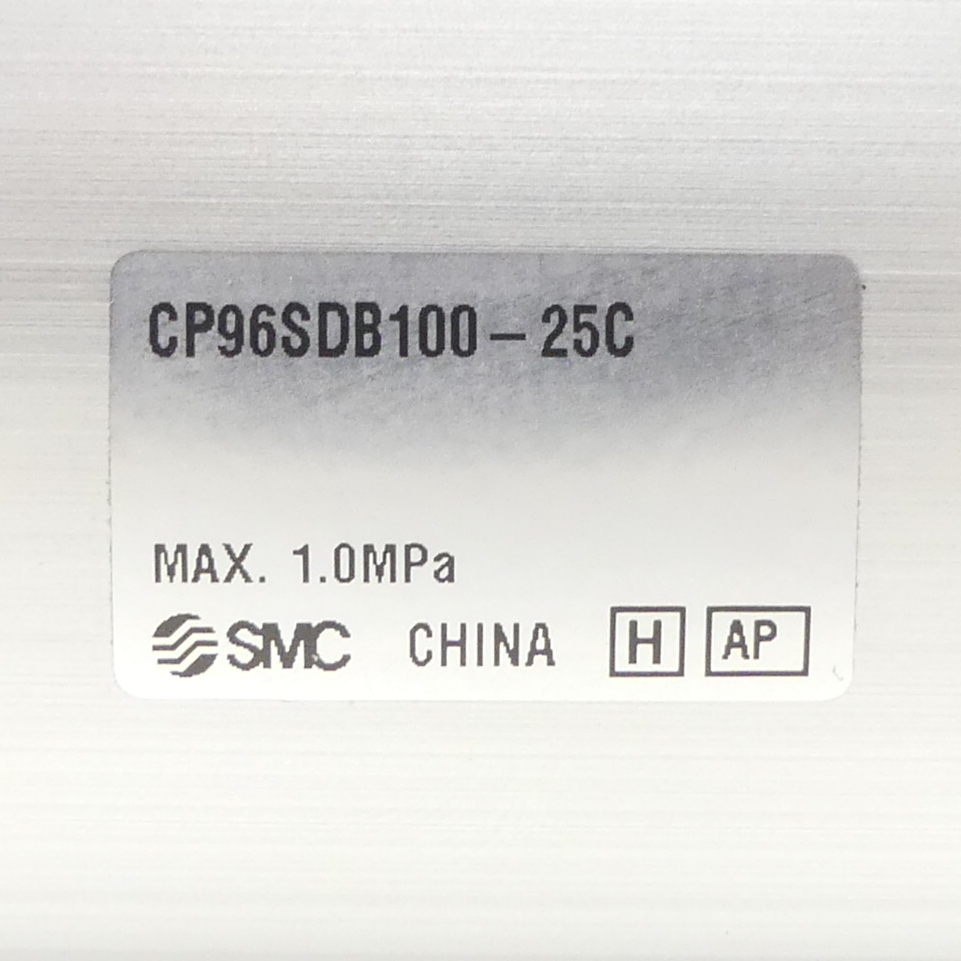 CP96SDB100-25C
MAX. 1.0MPa
SMC CHINA H AP